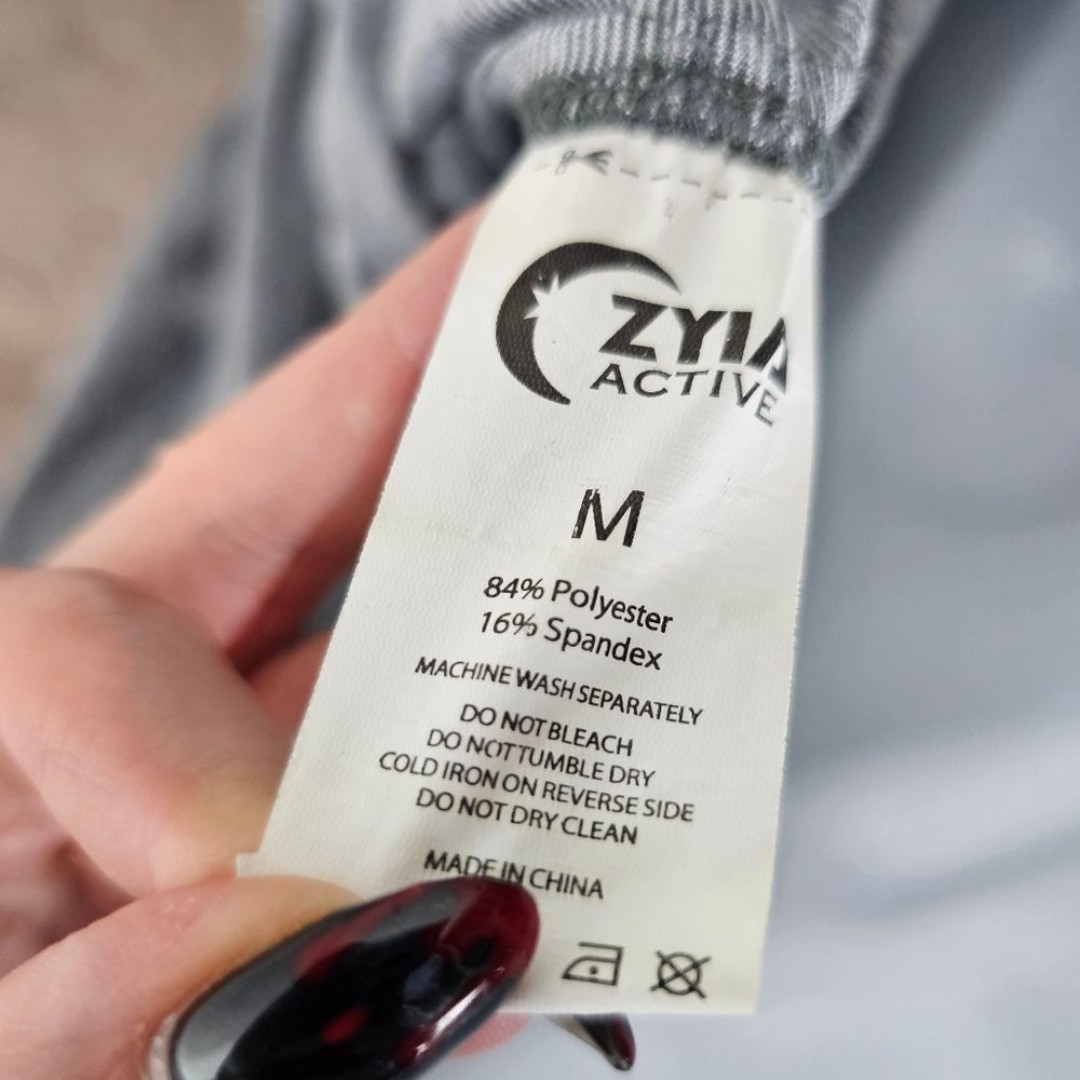 ZYIA
ACTIVE
M
84% Polyester
16% Spandex
MACHINE WASH SEPARATELY
DO NOT BLEACH
DO NOT TUMBLE DRY
COLD IRON ON REVERSE SIDE
DO NOT DRY CLEAN
MADE IN CHINA